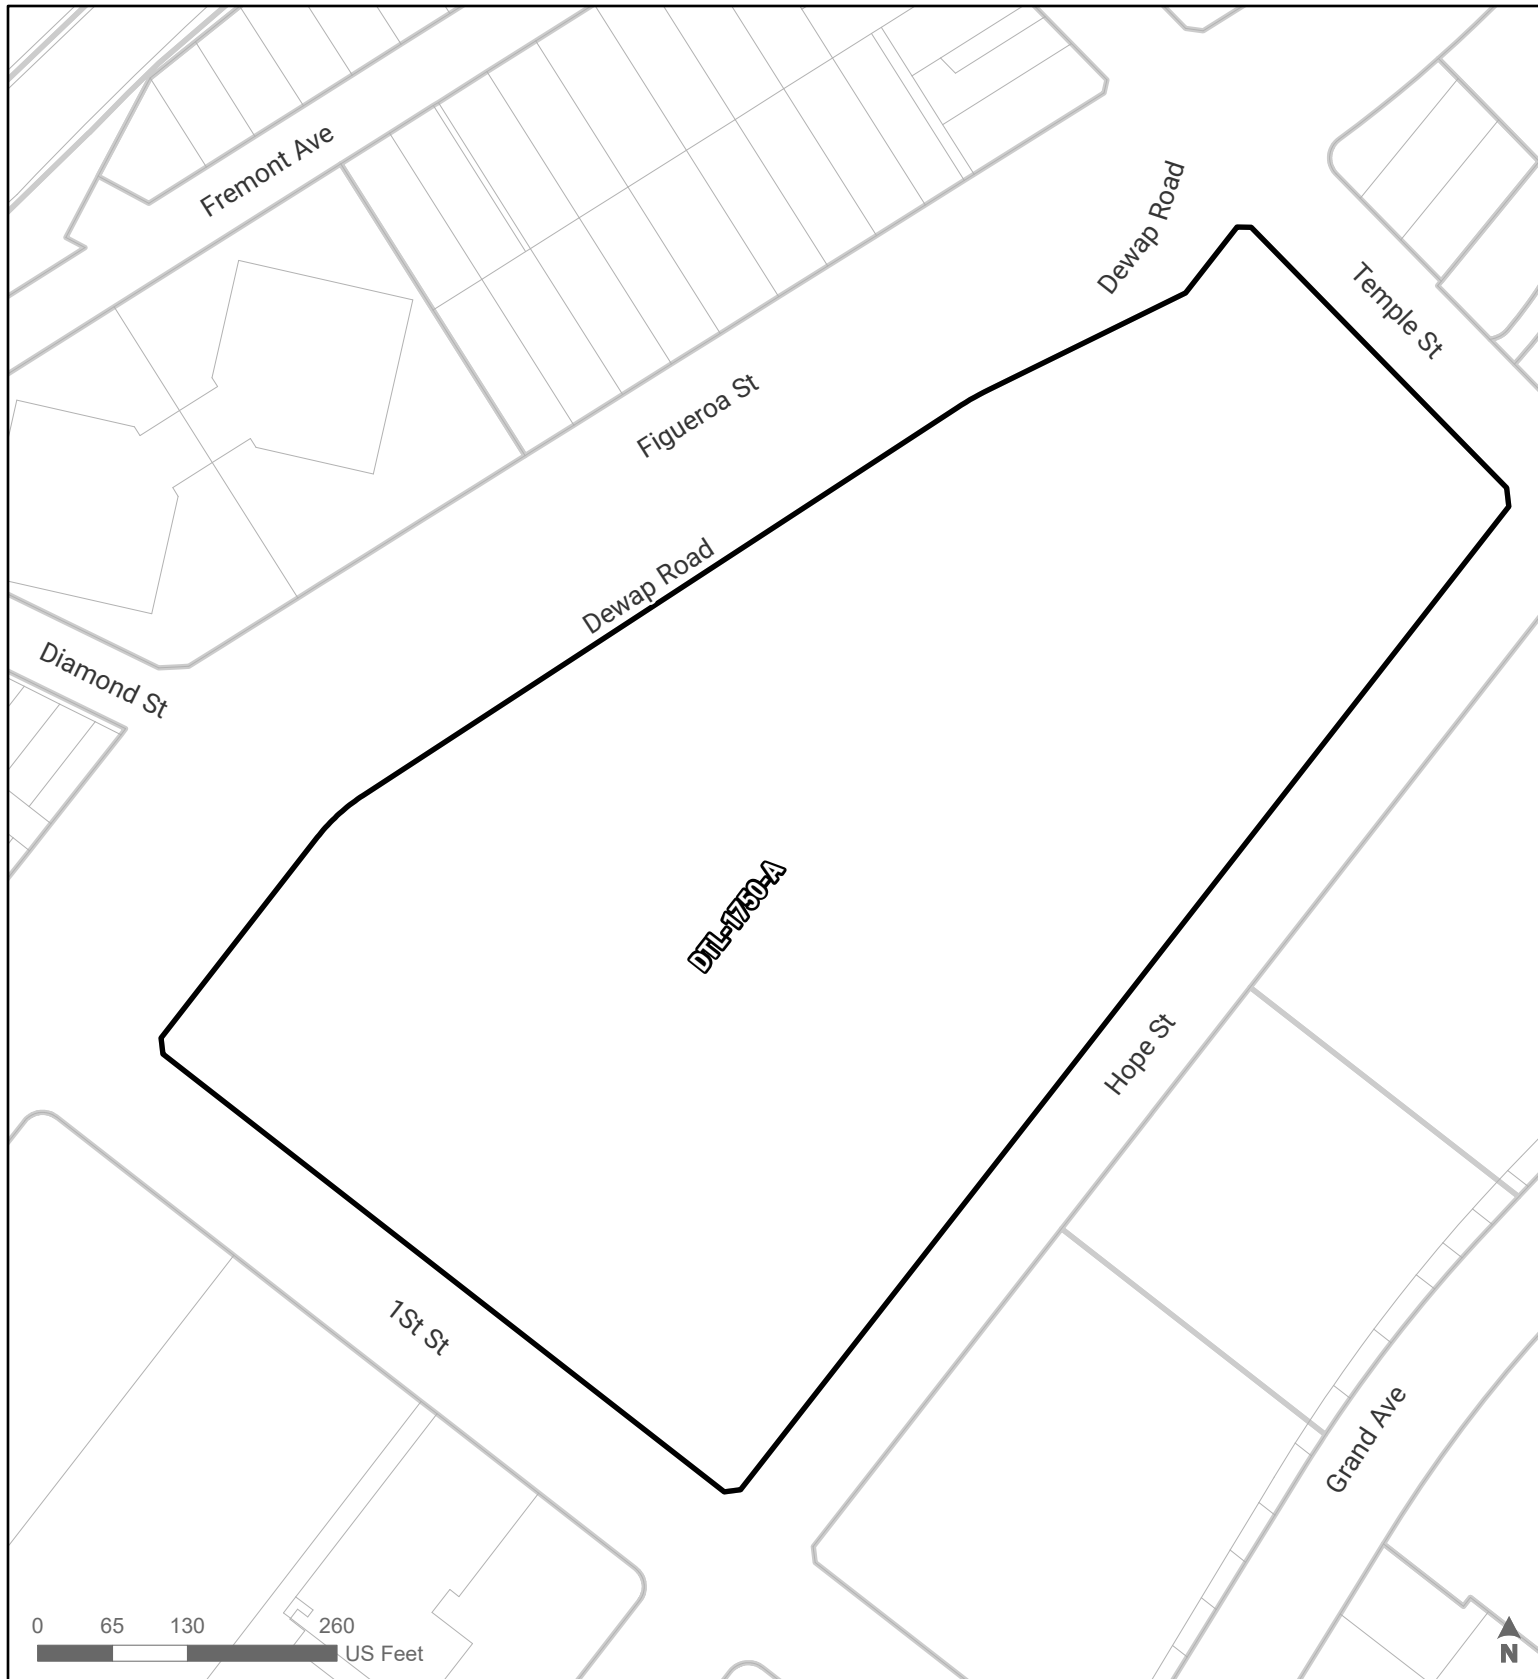 Fremont Ave
Dewap Road
Temple St
Figueroa St
Dewap Road
Diamond St
DTL-1750-A
Hope St
1St St
Grand Ave
0 65 130 260
US Feet
N